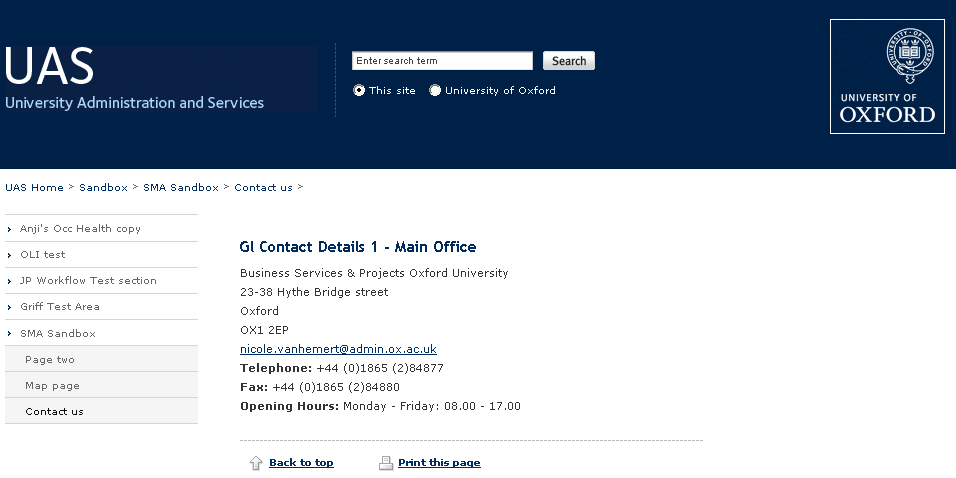 UAS
University Administration and Services
Enter search term
Search
This site
University of Oxford
UNIVERSITY OF
OXFORD
UAS Home > Sandbox > SMA Sandbox > Contact us >
Anji's Occ Health copy
OLI test
JP Workflow Test section
Griff Test Area
SMA Sandbox
Page two
Map page
Contact us
Gl Contact Details 1 - Main Office
Business Services & Projects Oxford University
23-38 Hythe Bridge street
Oxford
OX1 2EP
nicole.vanhemert@admin.ox.ac.uk
Telephone: +44 (0)1865 (2)84877
Fax: +44 (0)1865 (2)84880
Opening Hours: Monday - Friday: 08.00 - 17.00
Back to top
Print this page